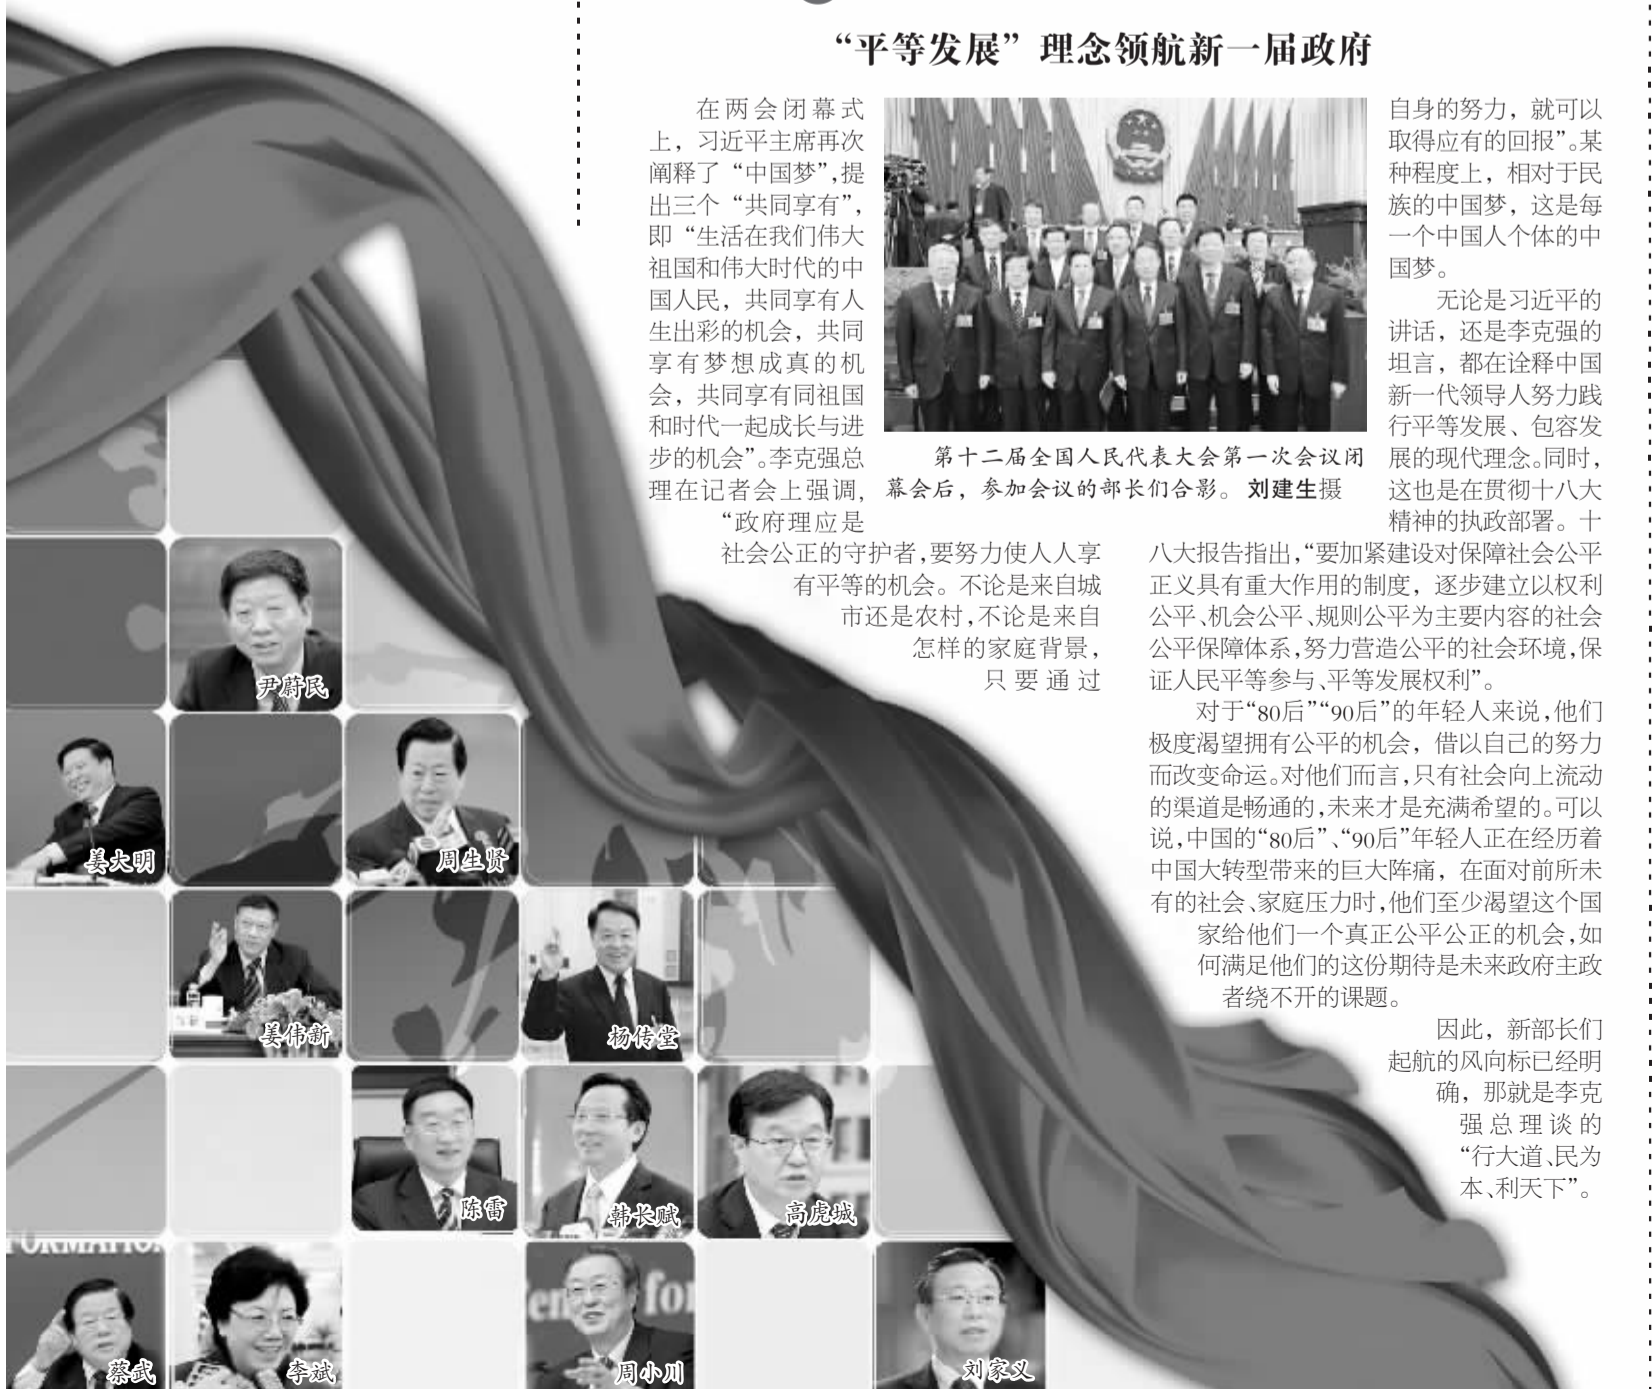 “平等发展”理念领航新一届政府
在两会闭幕式
上，习近平主席再次
阐释了“中国梦”,提
出三个“共同享有”,
即“生活在我们伟大
祖国和伟大时代的中
国人民，共同享有人
生出彩的机会，共同
享有梦想成真的机
会，共同享有同祖国
和时代一起成长与进
步的机会”。李克强总
理在记者会上强调，
“政府理应是
社会公正的守护者，要努力使人人享
有平等的机会。不论是来自城
市还是农村，不论是来自
怎样的家庭背景，
只要通过
第十二届全国人民代表大会第一次会议闭
幕会后，参加会议的部长们合影。 刘建生摄
自身的努力，就可以
取得应有的回报”。某
种程度上，相对于民
族的中国梦，这是每
一个中国人个体的中
国梦。
无论是习近平的
讲话，还是李克强的
坦言，都在诠释中国
新一代领导人努力践
行平等发展、包容发
展的现代理念。同时，
这也是在贯彻十八大
精神的执政部署。十
八大报告指出，“要加紧建设对保障社会公平
正义具有重大作用的制度，逐步建立以权利
公平、机会公平、规则公平为主要内容的社会
公平保障体系，努力营造公平的社会环境，保
证人民平等参与、平等发展权利”。
对于“80后”“90后”的年轻人来说，他们
极度渴望拥有公平的机会，借以自己的努力
而改变命运。对他们而言，只有社会向上流动
的渠道是畅通的，未来才是充满希望的。可以
说，中国的“80后”、“90后”年轻人正在经历着
中国大转型带来的巨大阵痛，在面对前所未
有的社会、家庭压力时，他们至少渴望这个国
家给他们一个真正公平公正的机会，如
何满足他们的这份期待是未来政府主政
者绕不开的课题。
因此，新部长们
起航的风向标已经明
确，那就是李克
强总理谈的
“行大道、民为
本、利天下”。
尹蔚民
姜大明
周生贤
姜伟新
杨传堂
陈雷
韩长赋
高虎城
蔡武
李斌
周小川
刘家义